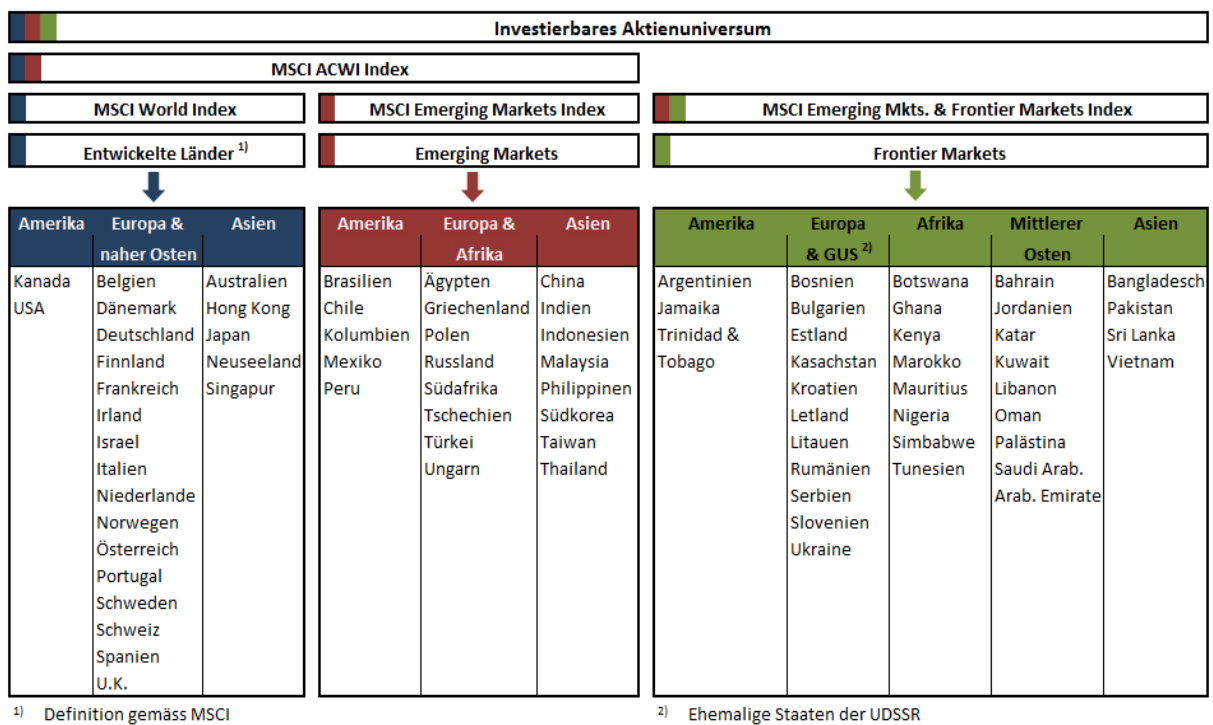 Investierbares Aktienuniversum
MSCI ACWI Index
MSCI World Index
MSCI Emerging Markets Index
MSCI Emerging Mkts. & Frontier Markets Index
Entwickelte Länder 1)
Emerging Markets
Frontier Markets
Amerika
Europa &
naher Osten
Asien
Kanada
USA
Belgien
Dänemark
Deutschland
Finnland
Frankreich
Irland
Israel
Italien
Niederlande
Norwegen
Österreich
Portugal
Schweden
Schweiz
Spanien
U.K.
Australien
Hong Kong
Japan
Neuseeland
Singapur
Amerika
Europa &
Afrika
Asien
Brasilien
Chile
Kolumbien
Mexiko
Peru
Ägypten
Griechenland
Polen
Russland
Südafrika
Tschechien
Türkei
Ungarn
China
Indien
Indonesien
Malaysia
Philippinen
Südkorea
Taiwan
Thailand
Amerika
Europa
& GUS 2)
Afrika
Mittlerer
Osten
Asien
Argentinien
Jamaika
Trinidad &
Tobago
Bosnien
Bulgarien
Estland
Kasachstan
Kroatien
Letland
Litauen
Rumänien
Serbien
Slovenien
Ukraine
Botswana
Ghana
Kenya
Marokko
Mauritius
Nigeria
Simbabwe
Tunesien
Bahrain
Jordanien
Katar
Kuwait
Libanon
Oman
Palästina
Saudi Arab.
Arab. Emirate
Bangladesch
Pakistan
Sri Lanka
Vietnam
1) Definition gemäss MSCI
2) Ehemalige Staaten der UDSSR